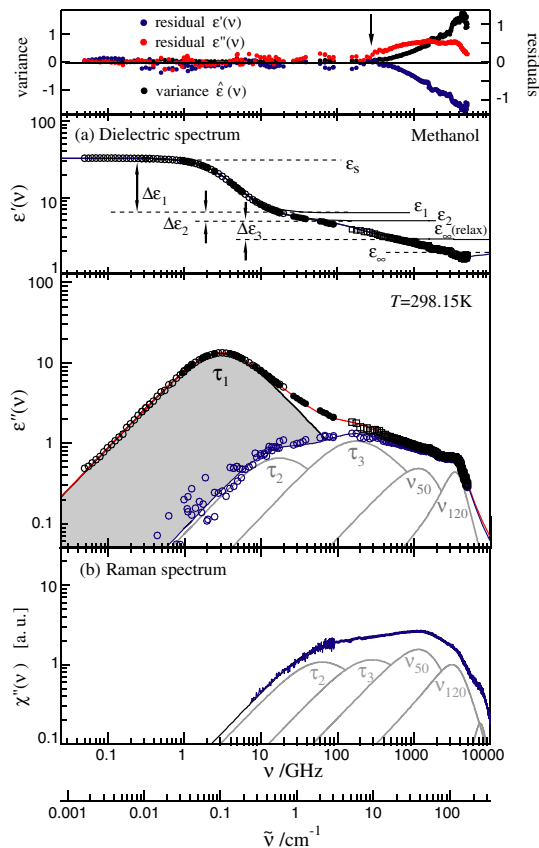 residual ε'(ν)
residual ε"(ν)
variance ε̂ (ν)
variance
residuals
1
0
-1
1
0
-1
(a) Dielectric spectrum
Methanol
ε'(ν)
100
10
1
εs
Δε1
Δε2
Δε3
ε1
ε2
ε∞(relax)
ε∞
T=298.15K
ε"(ν)
100
10
1
0.1
τ1
τ2
τ3
ν50
ν120
(b) Raman spectrum
χ"(ν) [a. u.]
10
1
0.1
τ2
τ3
ν50
ν120
0.1 1 10 100 1000 10000
ν /GHz
0.001 0.01 0.1 1 10 100
ν̃ /cm-1